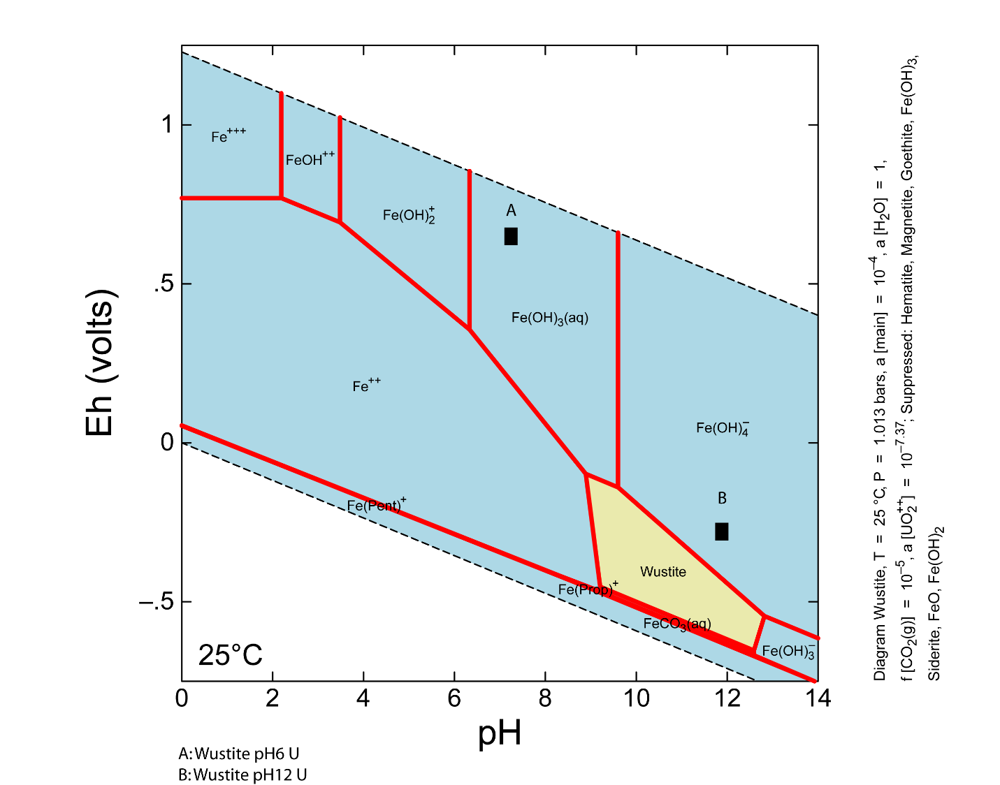 1
.5
0
–.5
Eh (volts)
Fe+++
FeOH++
Fe(OH)2+
A
Fe(OH)3(aq)
Fe++
Fe(OH)4–
B
Fe(Pent)+
Wustite
Fe(Prop)+
FeCO3(aq)
Fe(OH)3–
25°C
0 2 4 6 8 10 12 14
pH
A: Wustite pH6 U
B: Wustite pH12 U
Diagram Wustite, T = 25 °C, P = 1.013 bars, a [main] = 10–4, a [H2O] = 1,
f [CO2(g)] = 10–5, a [UO2++] = 10–7.37; Suppressed: Hematite, Magnetite, Goethite, Fe(OH)3,
Siderite, FeO, Fe(OH)2